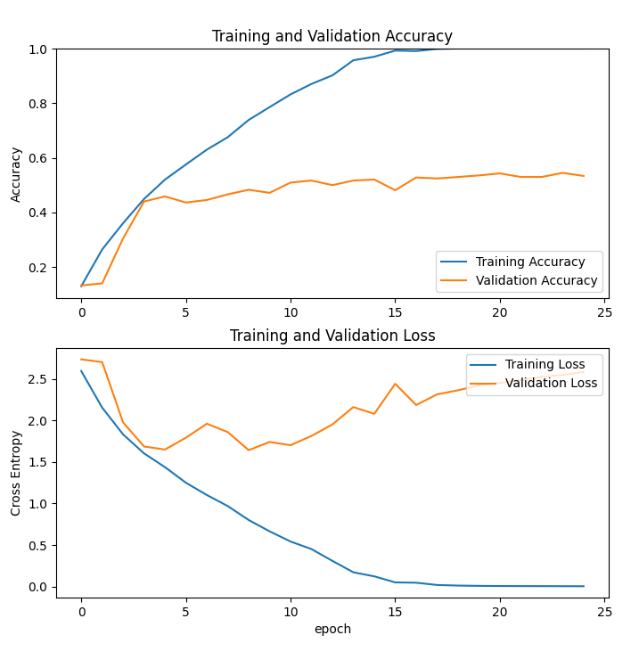 Training and Validation Accuracy
1.0
0.8
0.6
0.4
0.2
Accuracy
Training Accuracy
Validation Accuracy
0 5 10 15 20 25
Training and Validation Loss
2.5
2.0
1.5
1.0
0.5
0.0
Cross Entropy
Training Loss
Validation Loss
0 5 10 15 20 25
epoch